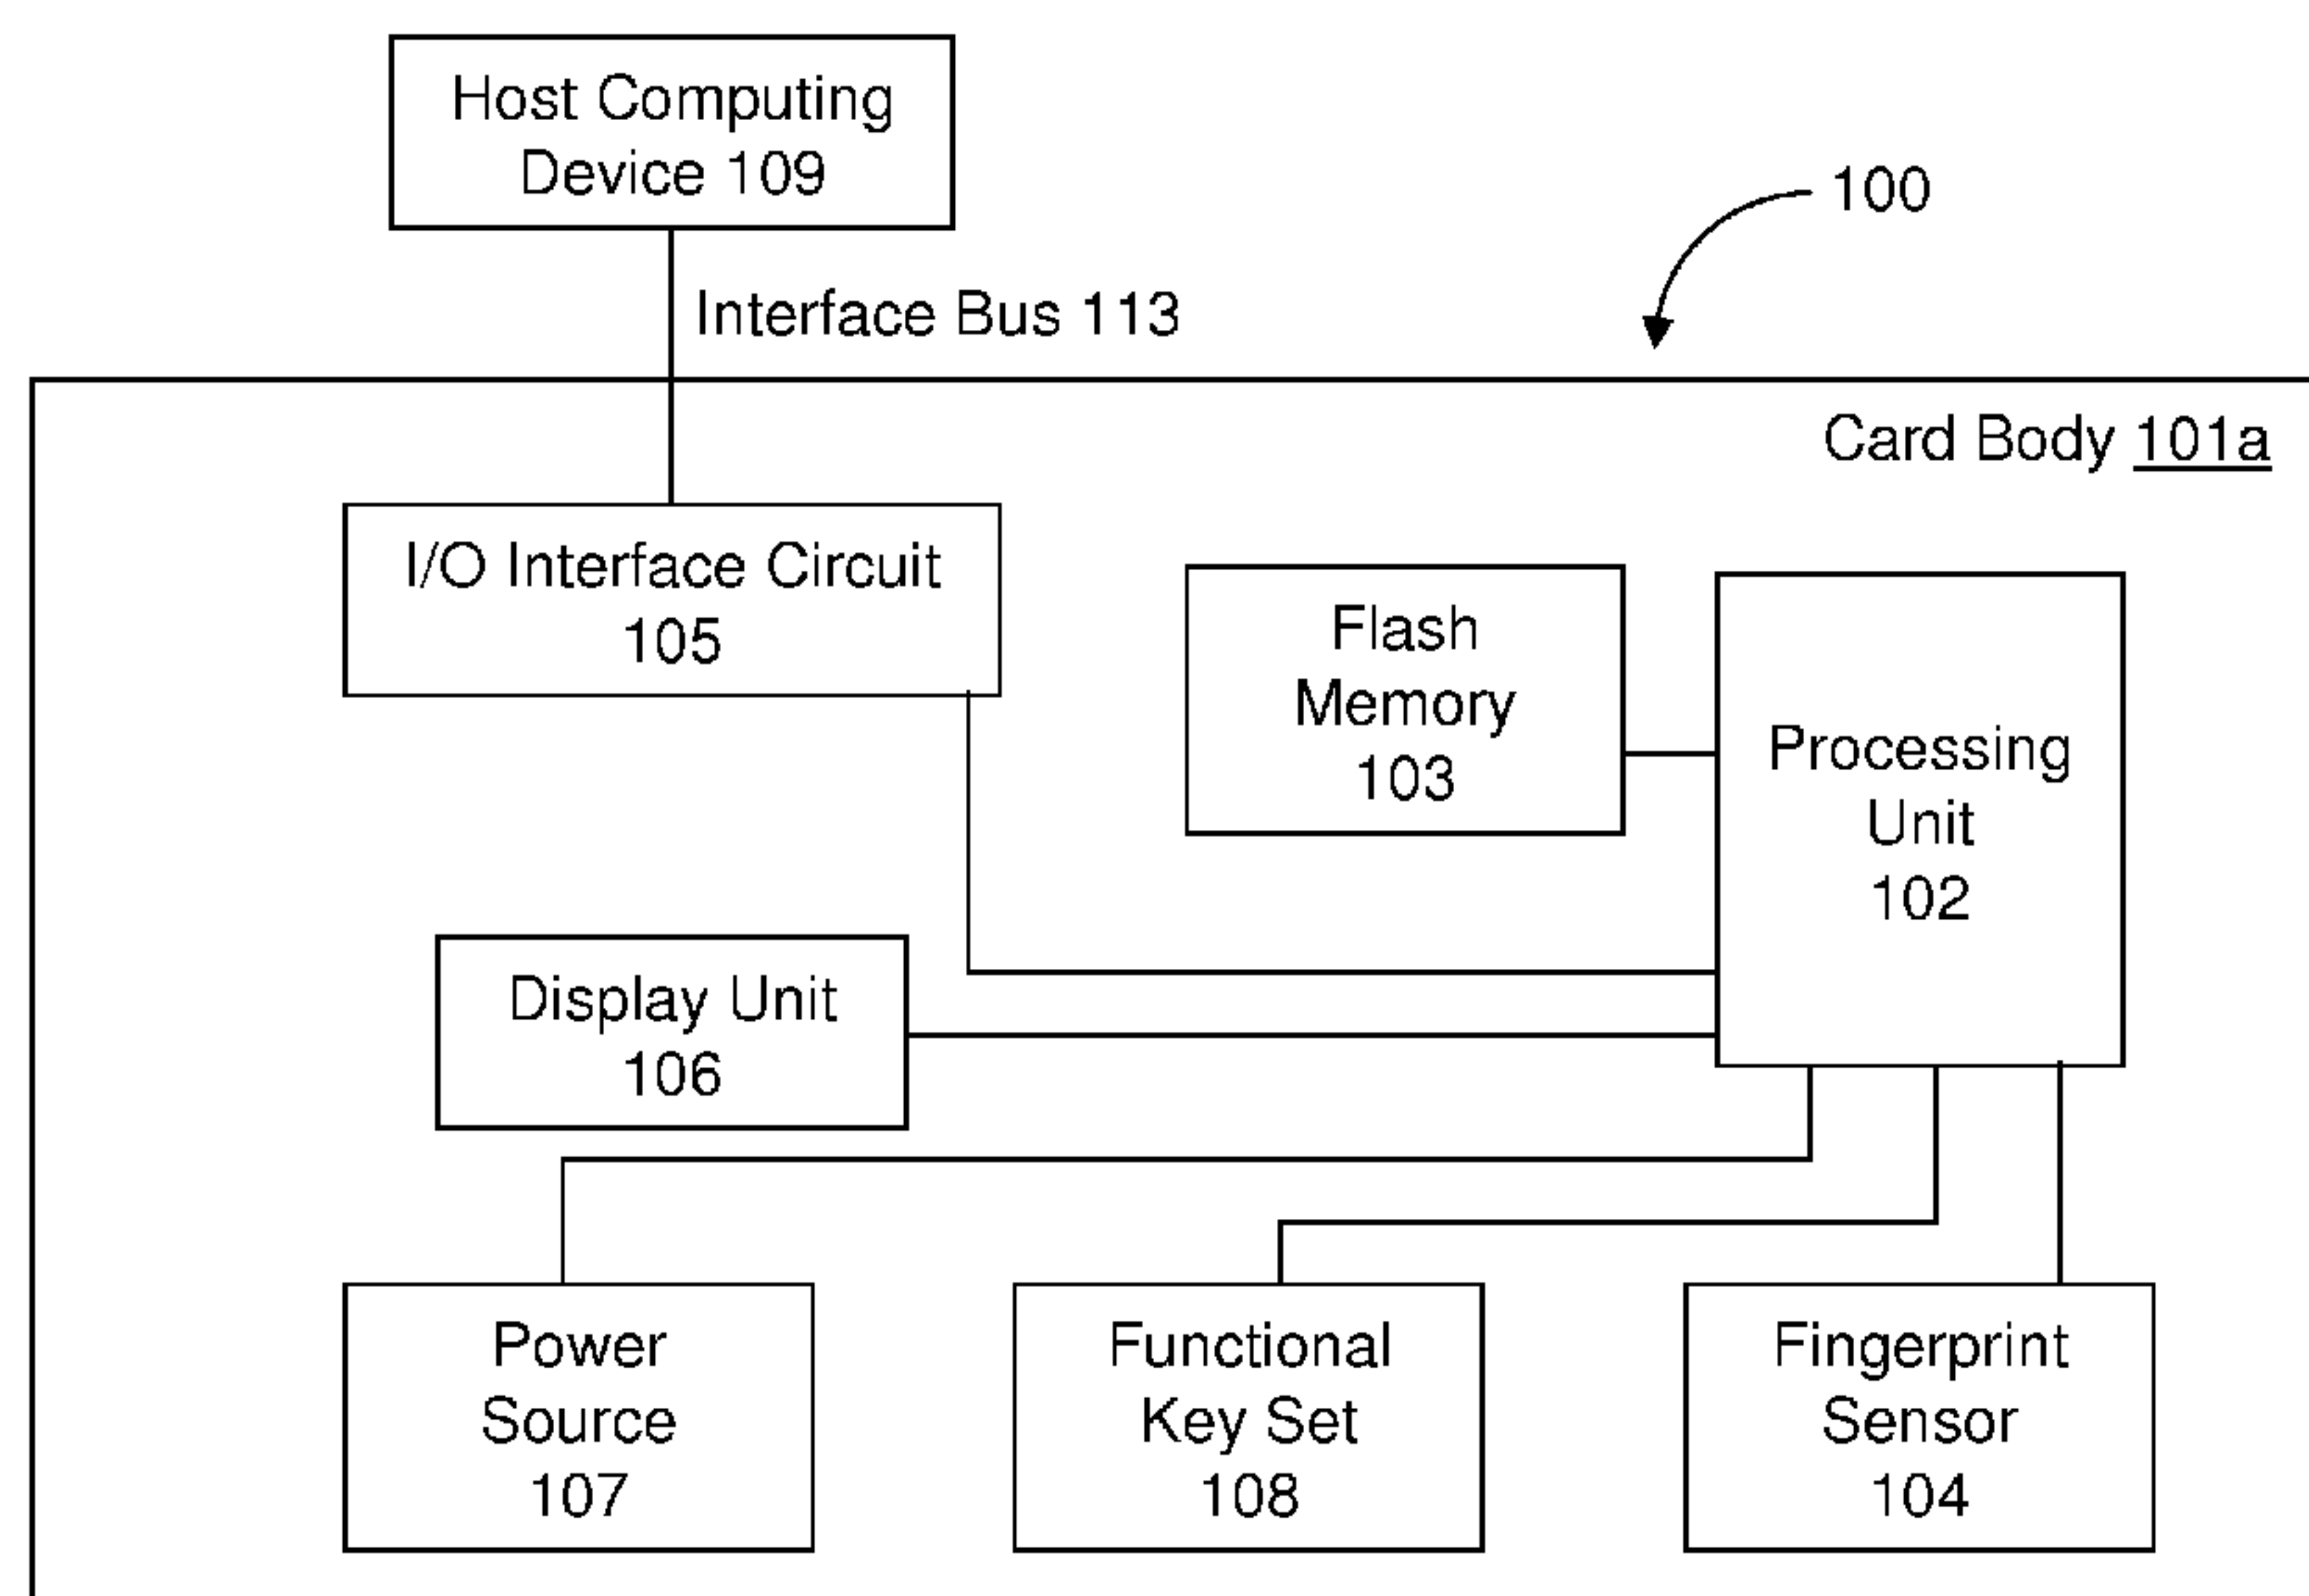 Host Computing
Device 109
100
Interface Bus 113
Card Body 101a
I/O Interface Circuit
105
Flash
Memory
103
Processing
Unit
102
Display Unit
106
Power
Source
107
Functional
Key Set
108
Fingerprint
Sensor
104